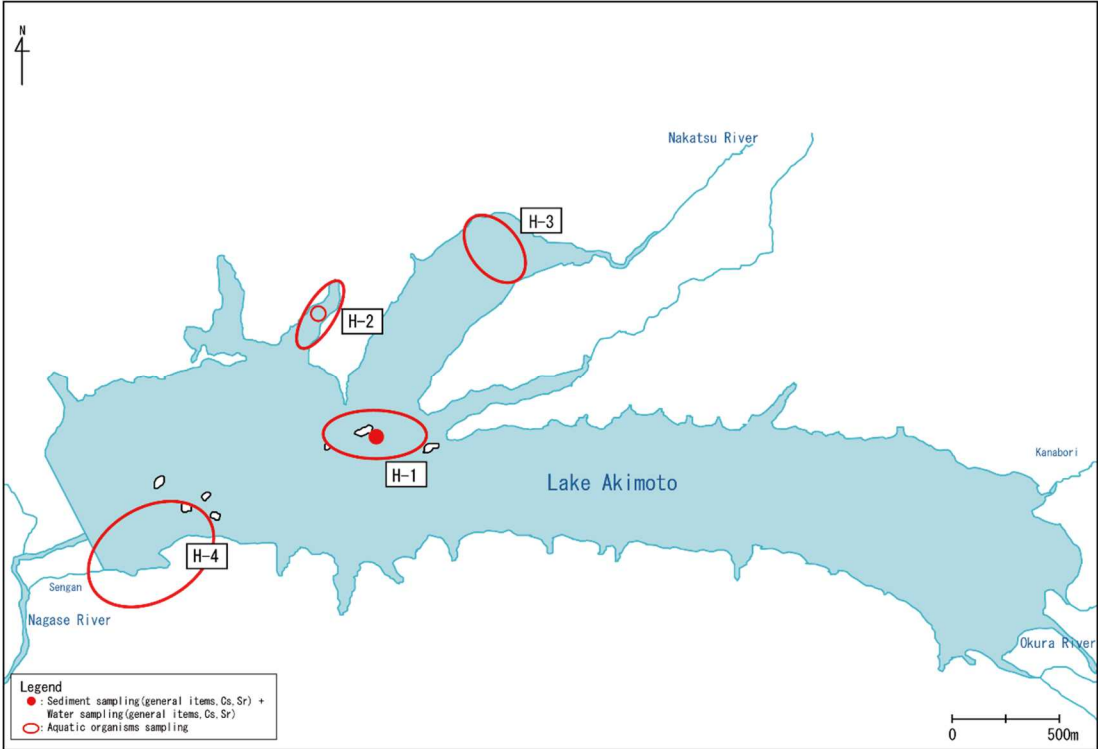 N
Nakatsu River
H-3
H-2
H-1
Lake Akimoto
Kanabori
H-4
Sengan
Nagase River
Okura River
Legend
: Sediment sampling(general items, Cs, Sr) +
Water sampling(general items, Cs, Sr)
: Aquatic organisms sampling
0 500m